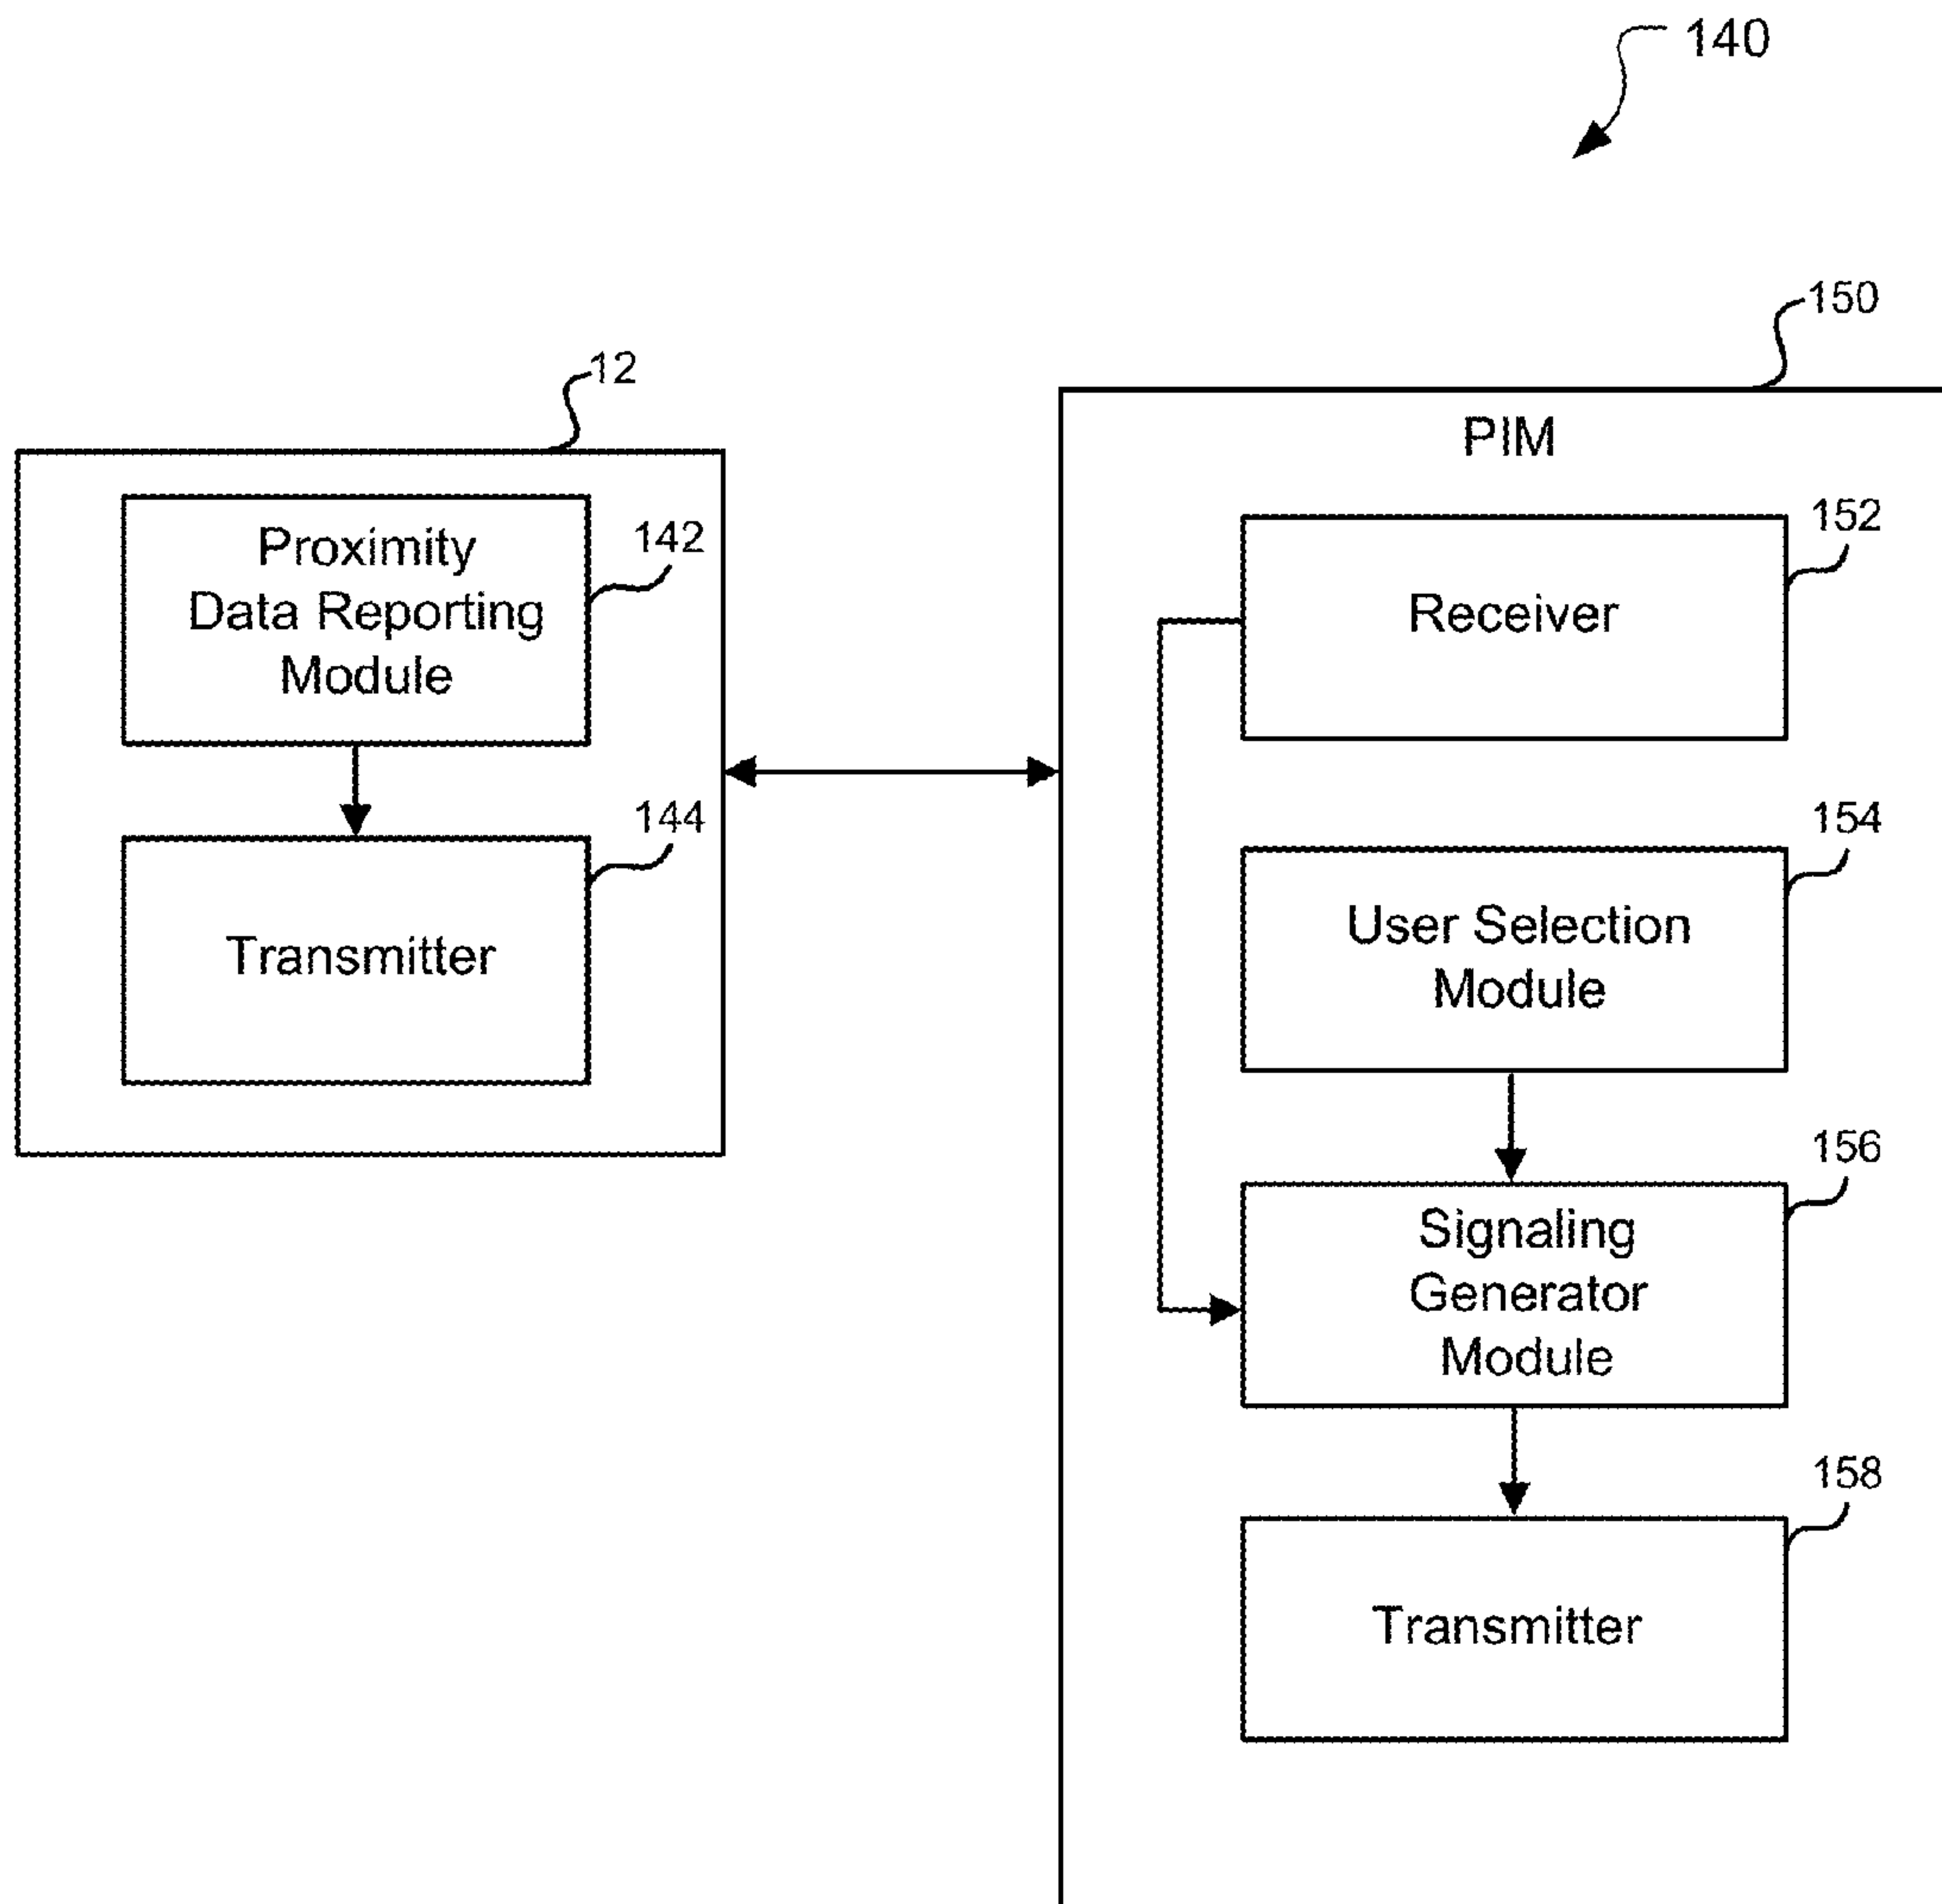 140
150
12
PIM
Proximity
Data Reporting
Module
142
152
Receiver
144
Transmitter
154
User Selection
Module
156
Signaling
Generator
Module
158
Transmitter